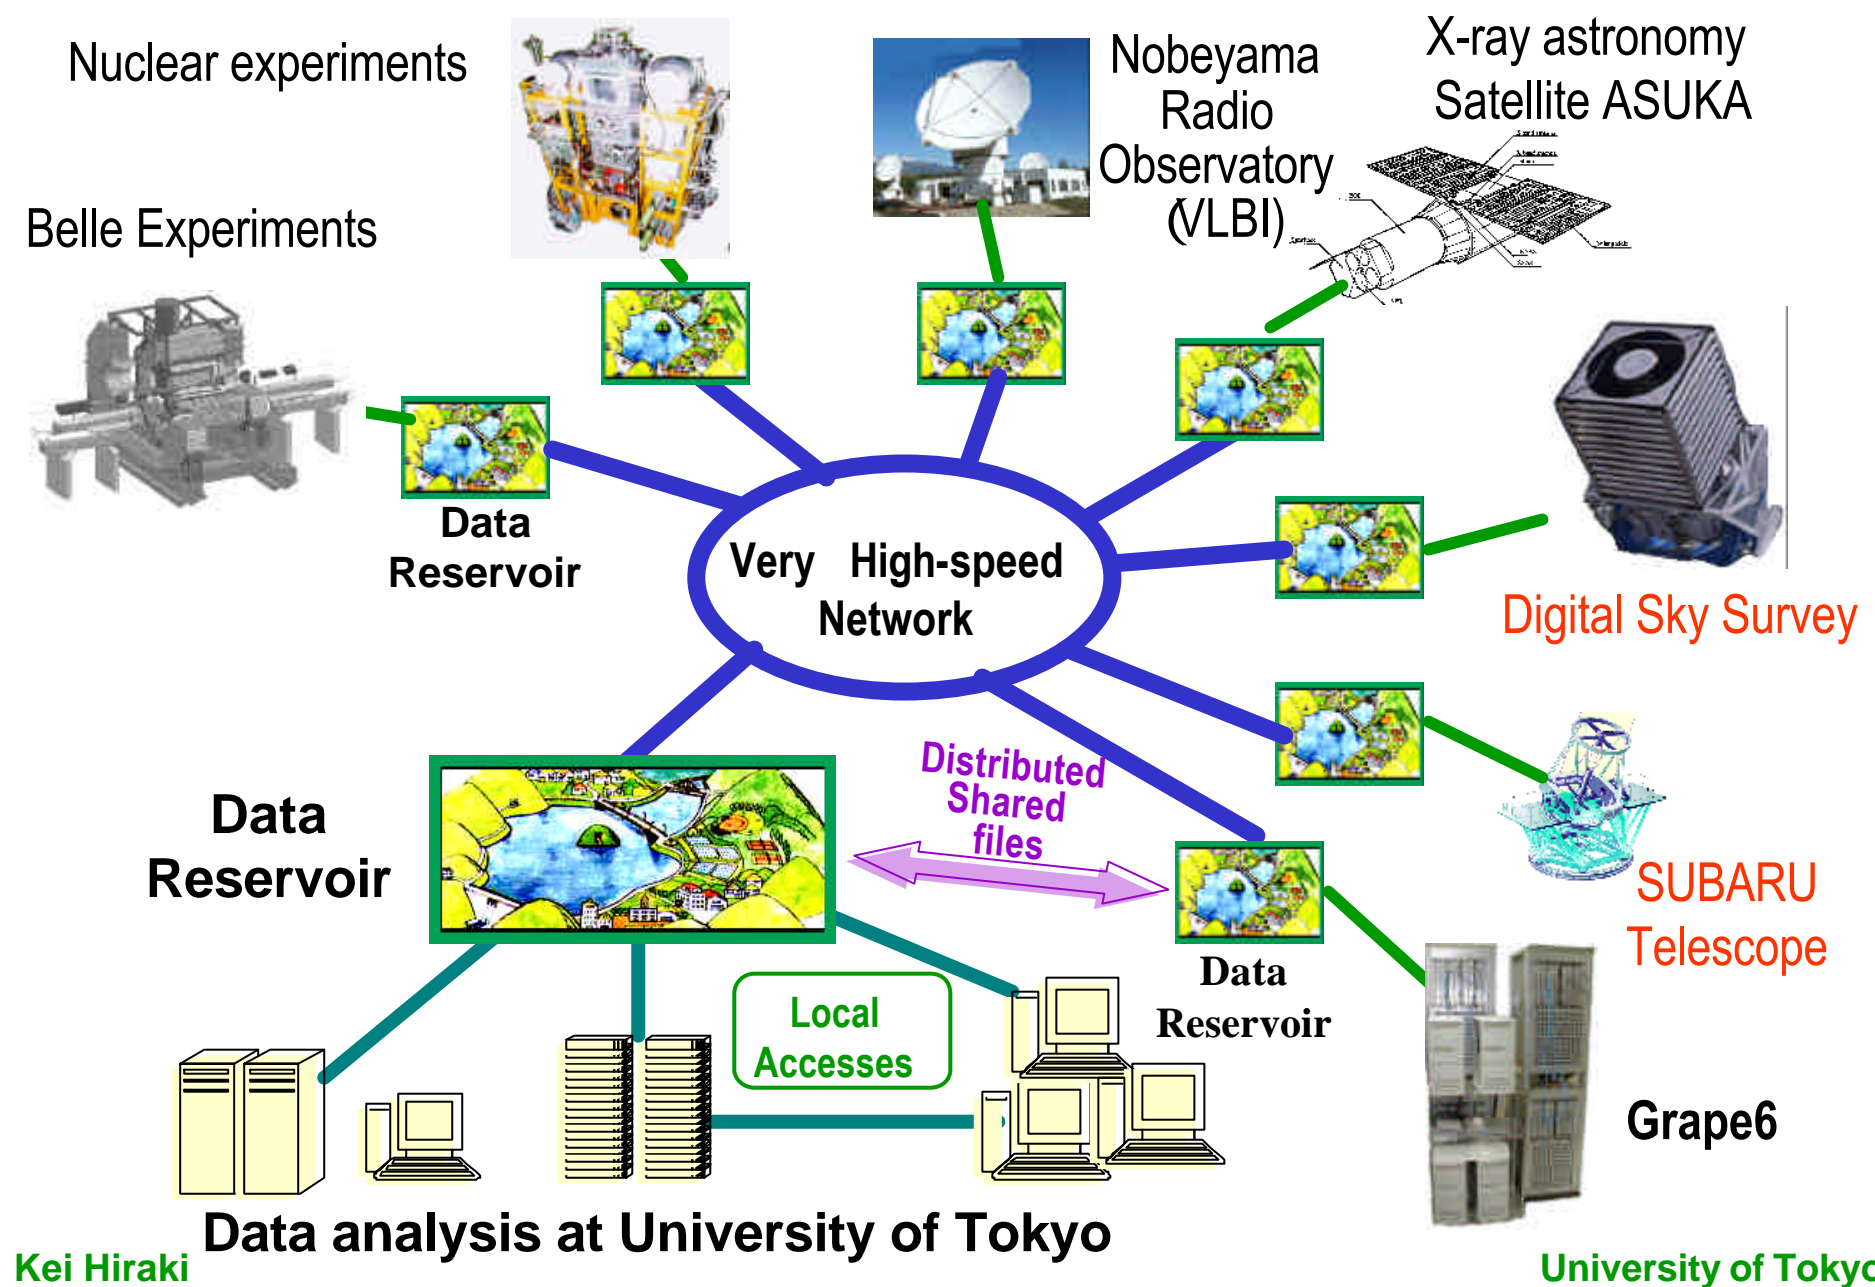 Nuclear experiments
Nobeyama
Radio
Observatory
(VLBI)
X-ray astronomy
Satellite ASUKA
Belle Experiments
Data
Reservoir
Very High-speed
Network
Digital Sky Survey
Distributed
Shared
files
Data
Reservoir
SUBARU
Telescope
Data
Reservoir
Local
Accesses
Grape6
Data analysis at University of Tokyo
Kei Hiraki
University of Tokyo